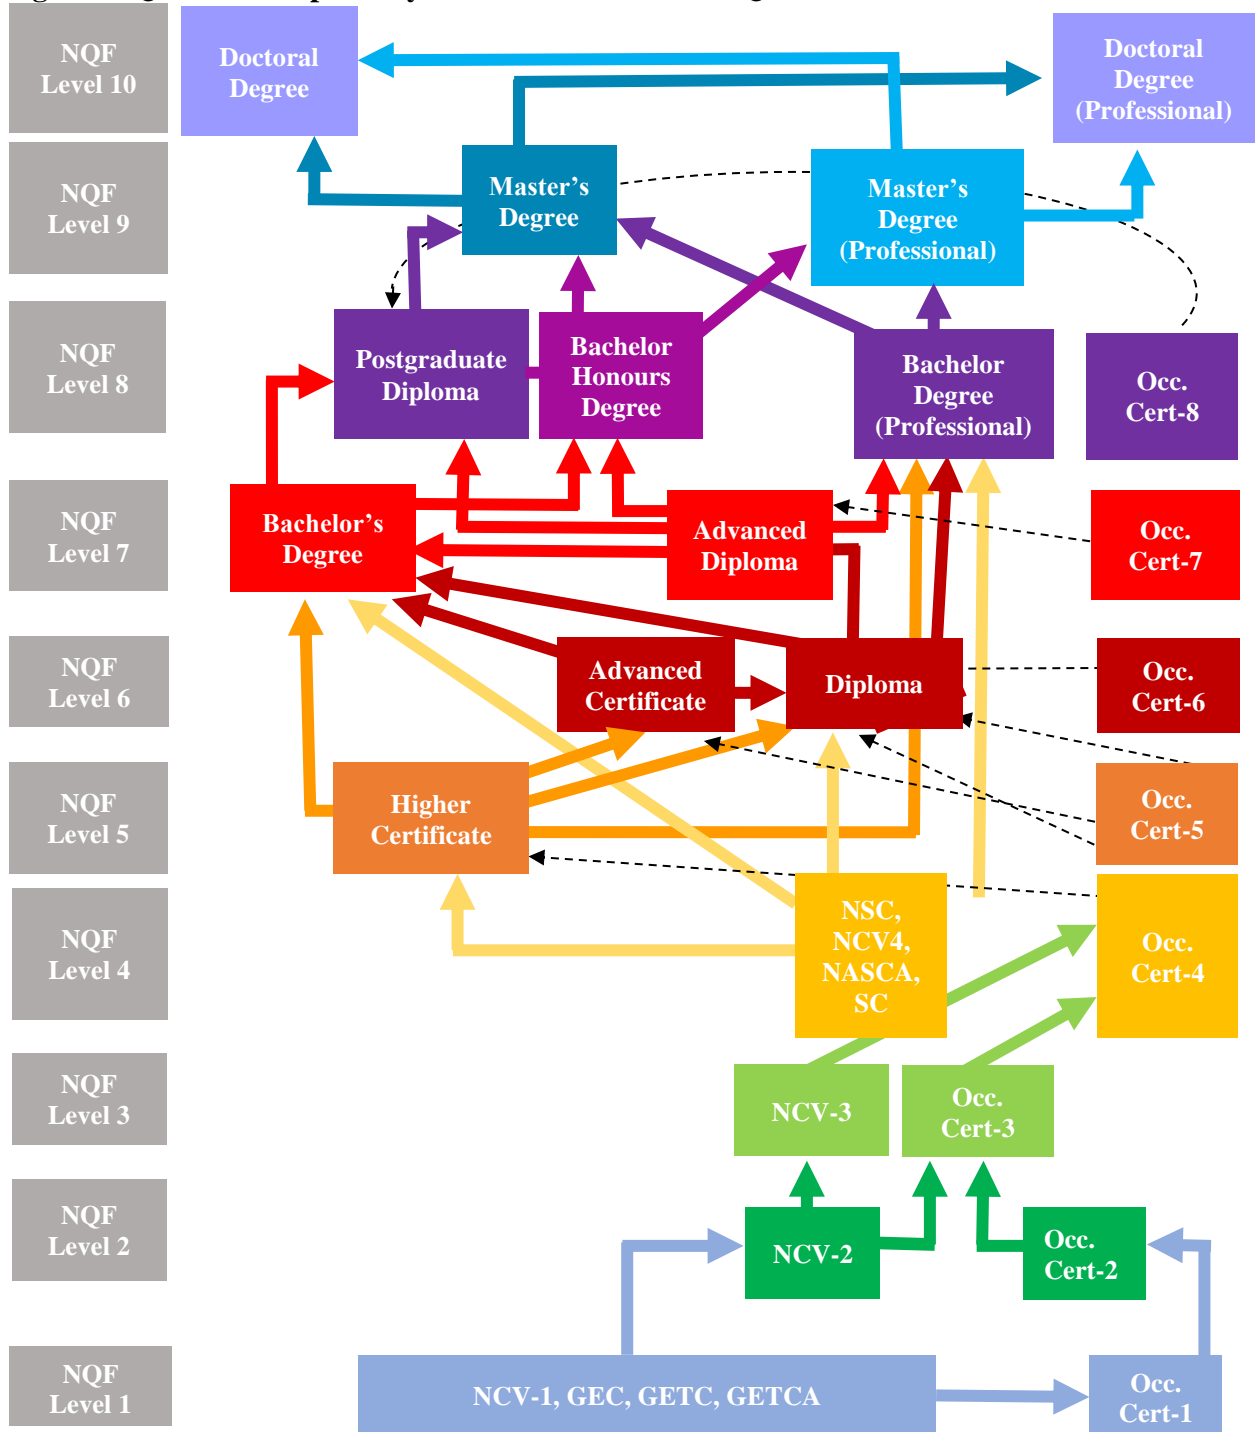 NQF
Level 10
Doctoral
Degree
Doctoral
Degree
(Professional)
NQF
Level 9
Master's
Degree
Master's
Degree
(Professional)
NQF
Level 8
Postgraduate
Diploma
Bachelor
Honours
Degree
Bachelor
Degree
(Professional)
Occ.
Cert-8
NQF
Level 7
Bachelor's
Degree
Advanced
Diploma
Occ.
Cert-7
NQF
Level 6
Advanced
Certificate
Diploma
Occ.
Cert-6
NQF
Level 5
Higher
Certificate
Occ.
Cert-5
NQF
Level 4
NSC,
NCV4,
NASCA,
SC
Occ.
Cert-4
NQF
Level 3
NCV-3
Occ.
Cert-3
NQF
Level 2
NCV-2
Occ.
Cert-2
NQF
Level 1
NCV-1, GEC, GETC, GETCA
Occ.
Cert-1